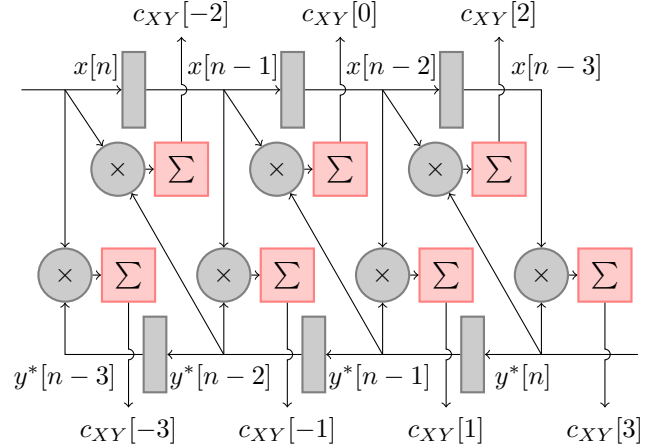 c_{XY}[−2] c_{XY}[0] c_{XY}[2]
x[n] x[n − 1] x[n − 2] x[n − 3]
× Σ × Σ × Σ
× Σ × Σ × Σ × Σ
y*[n − 3] y*[n − 2] y*[n − 1] y*[n]
c_{XY}[−3] c_{XY}[−1] c_{XY}[1] c_{XY}[3]